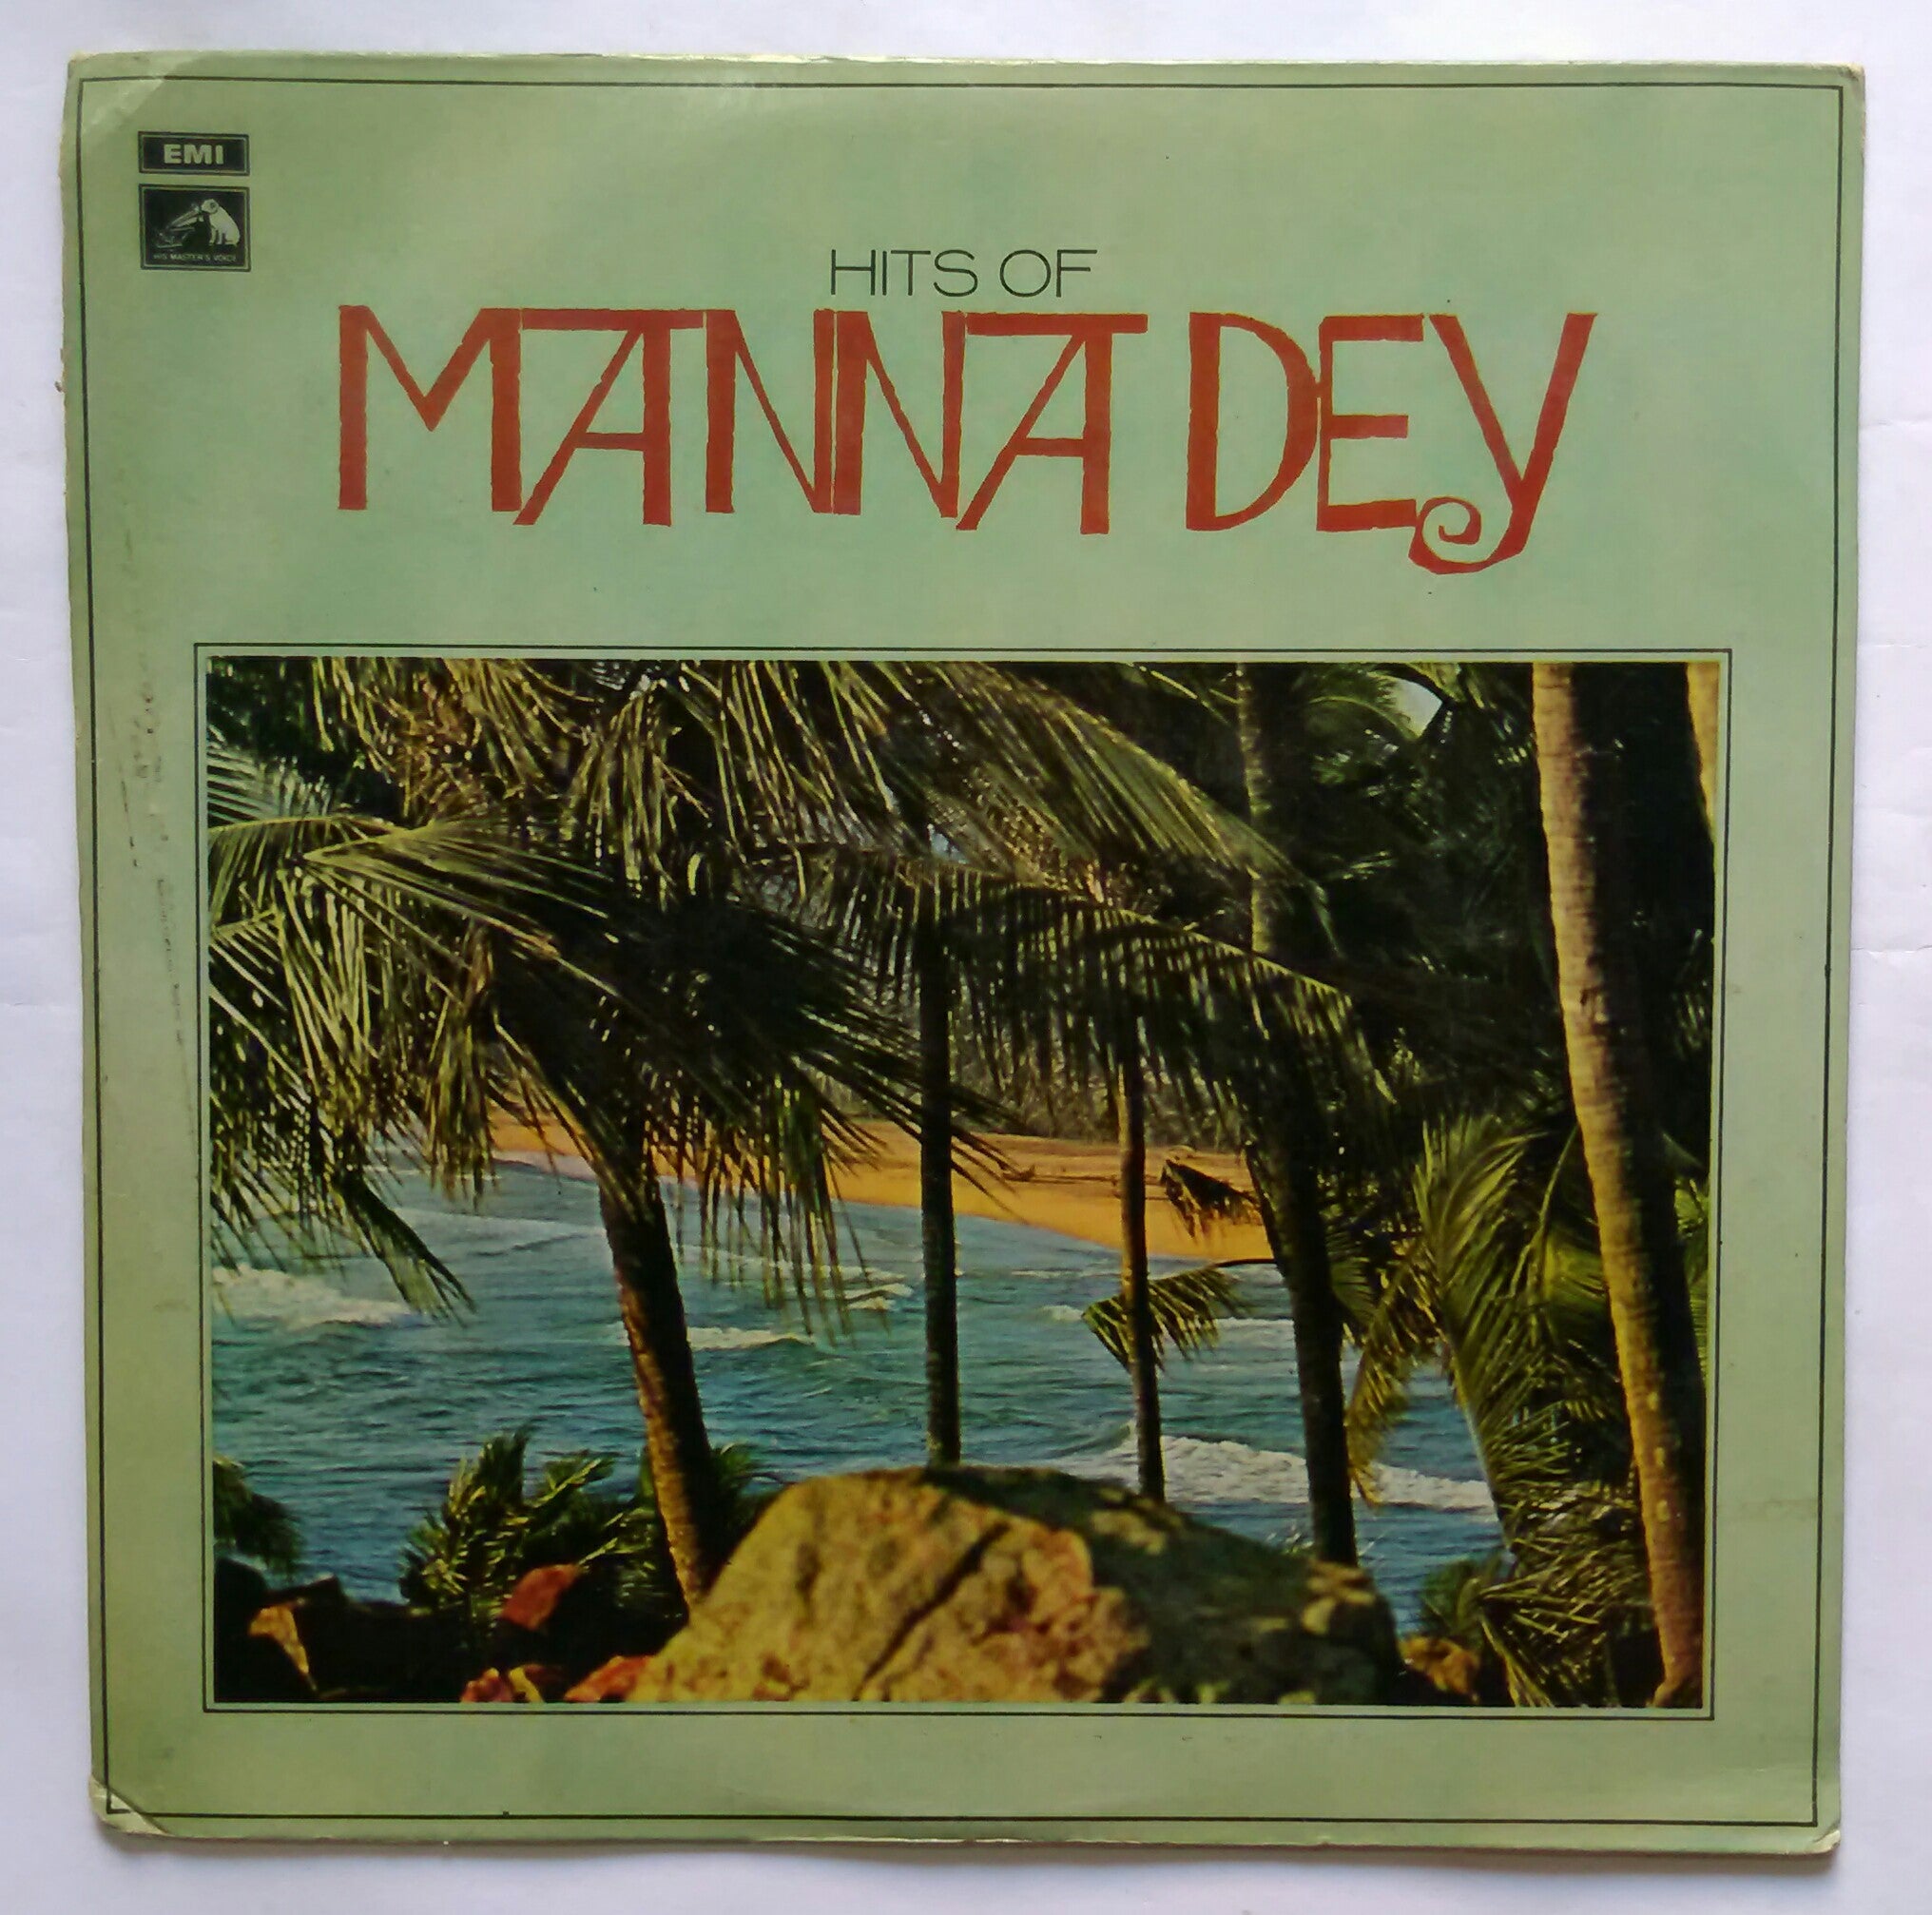 EMI
HIS MASTER'S VOICE
HITS OF
MANNA DEY